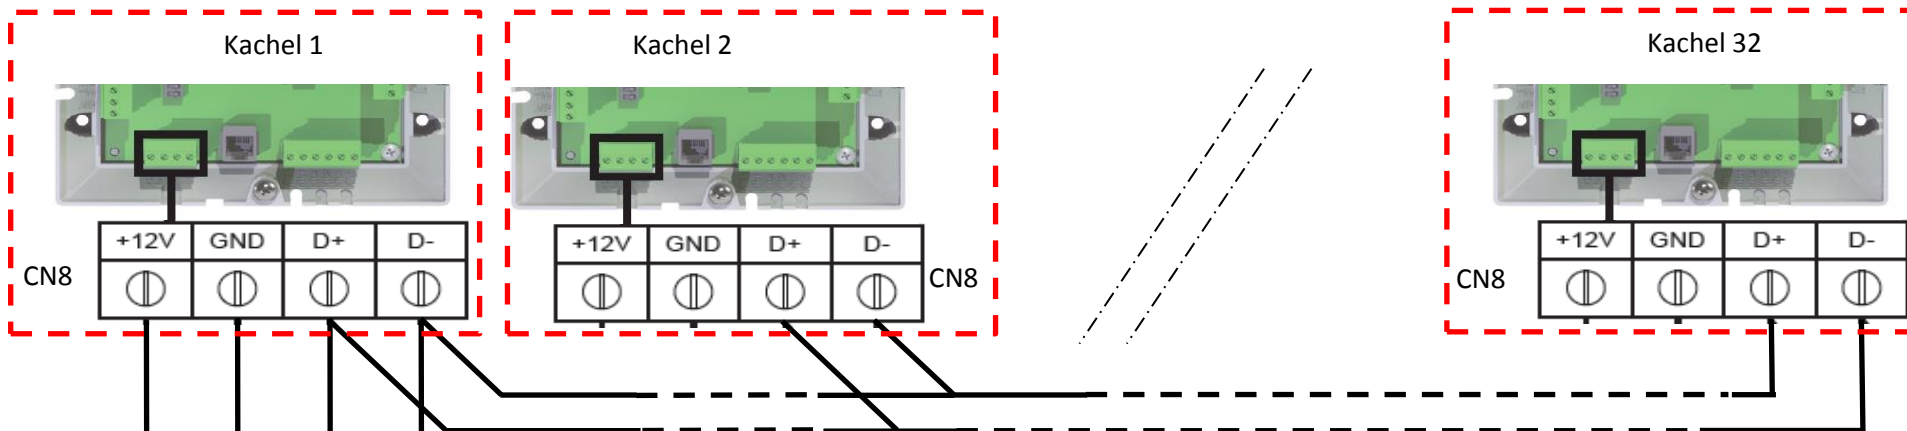 Kachel 1
Kachel 2
Kachel 32
+12V GND D+ D-
CN8
+12V GND D+ D-
CN8
+12V GND D+ D-
CN8